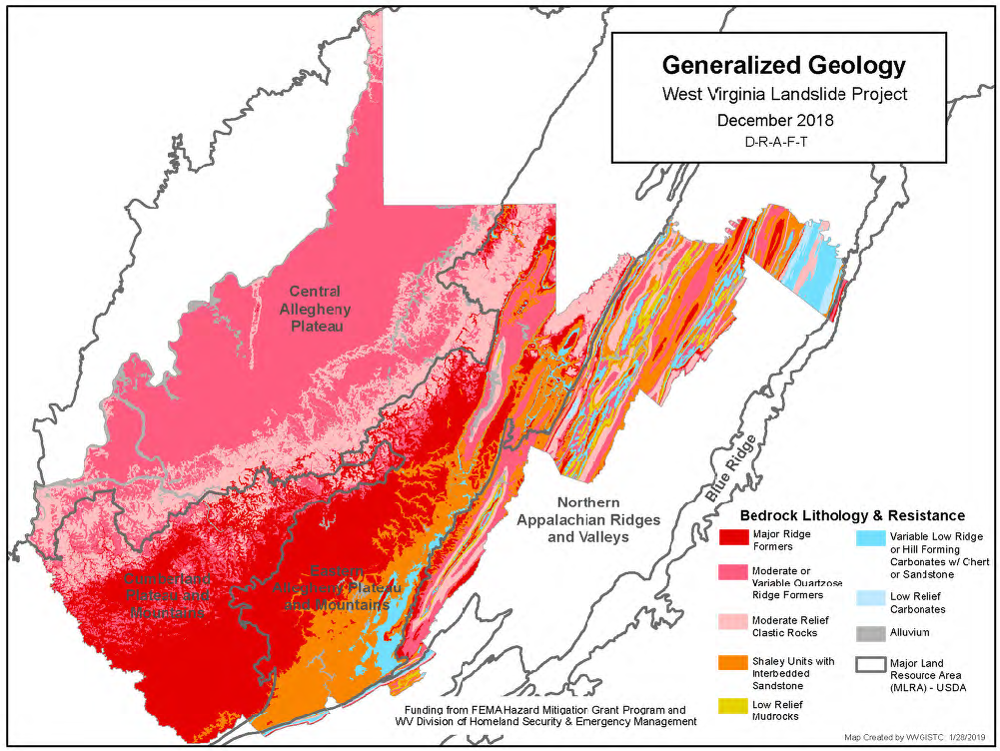 Generalized Geology
West Virginia Landslide Project
December 2018
D-R-A-F-T
Central
Allegheny
Plateau
Cumberland
Plateau and
Mountains
Eastern
Allegheny Plateau
and Mountains
Northern
Appalachian Ridges
and Valleys
Blue Ridge
Bedrock Lithology & Resistance
Major Ridge
Formers
Moderate or
Variable Quartzose
Ridge Formers
Moderate Relief
Clastic Rocks
Shaley Units with
Interbedded
Sandstone
Low Relief
Mudrocks
Variable Low Ridge
or Hill Forming
Carbonates w/ Chert
or Sandstone
Low Relief
Carbonates
Alluvium
Major Land
Resource Area
(MLRA) - USDA
Funding from FEMA Hazard Mitigation Grant Program and
WV Division of Homeland Security & Emergency Management
Map Created by WVGISTC 1/28/2019